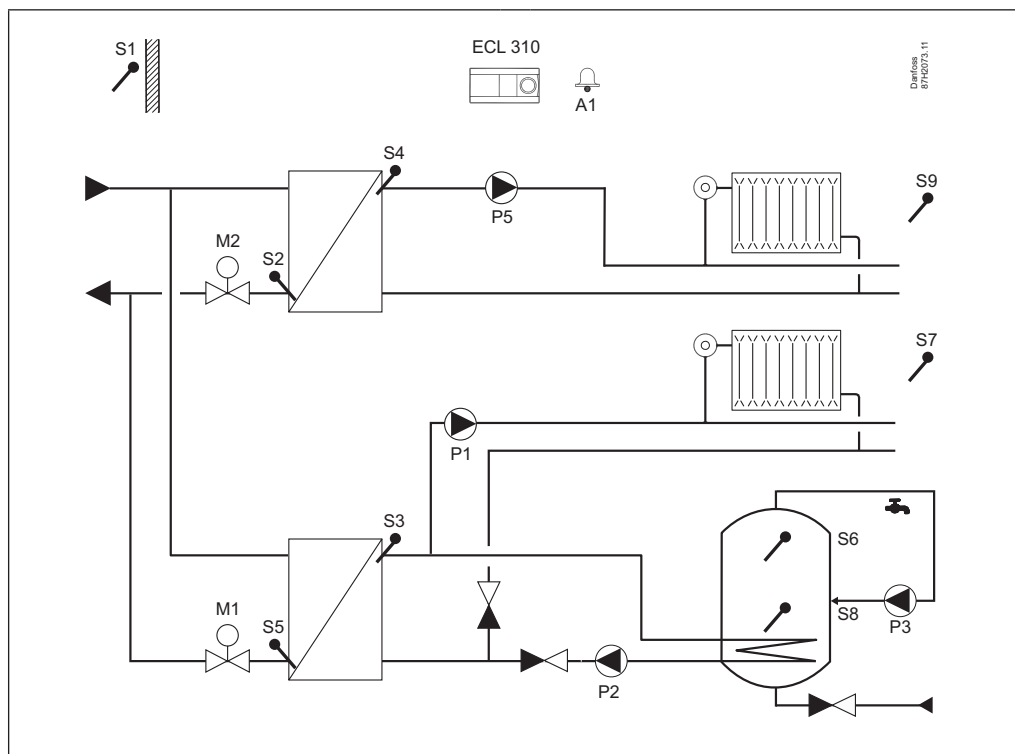 S1
ECL 310
A1
Danfoss
87H2073.11
S4
P5
S9
M2
S2
S7
P1
S3
S6
M1
S5
S8
P3
P2